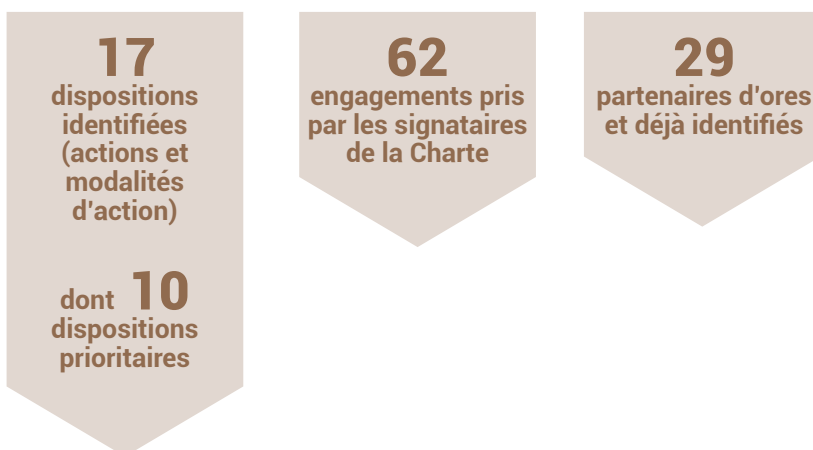 17
dispositions
identifiées
(actions et
modalités
d'action)
dont 10
dispositions
prioritaires
62
engagements pris
par les signataires
de la Charte
29
partenaires d'ores
et déjà identifiés